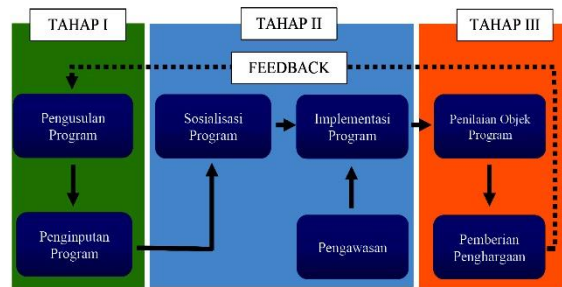 TAHAP I
TAHAP II
TAHAP III
FEEDBACK
Pengusulan
Program
Sosialisasi
Program
Implementasi
Program
Penilaian Objek
Program
Penginputan
Program
Pengawasan
Pemberian
Penghargaan